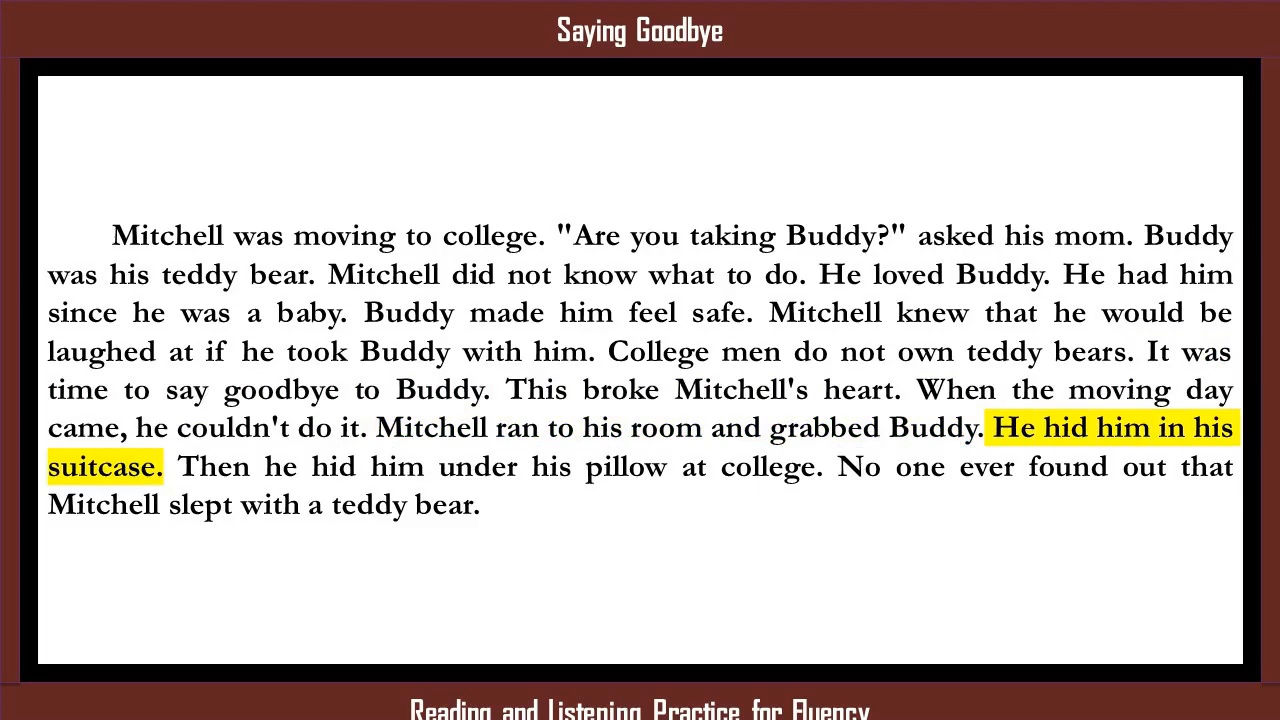 Saying Goodbye
Mitchell was moving to college. "Are you taking Buddy?" asked his mom. Buddy
was his teddy bear. Mitchell did not know what to do. He loved Buddy. He had him
since he was a baby. Buddy made him feel safe. Mitchell knew that he would be
laughed at if he took Buddy with him. College men do not own teddy bears. It was
time to say goodbye to Buddy. This broke Mitchell's heart. When the moving day
came, he couldn't do it. Mitchell ran to his room and grabbed Buddy. He hid him in his
suitcase. Then he hid him under his pillow at college. No one ever found out that
Mitchell slept with a teddy bear.
Reading and Listening Practice for Fluency